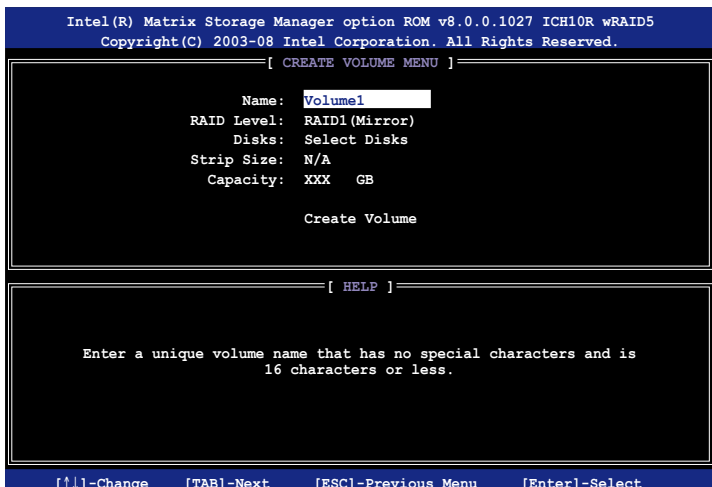 Intel(R) Matrix Storage Manager option ROM v8.0.0.1027 ICH10R wRAID5
Copyright(C) 2003-08 Intel Corporation. All Rights Reserved.
[ CREATE VOLUME MENU ]
Name: Volume1
RAID Level: RAID1(Mirror)
Disks: Select Disks
Strip Size: N/A
Capacity: XXX GB
Create Volume
[ HELP ]
Enter a unique volume name that has no special characters and is
16 characters or less.
[↑↓]-Change [TAB]-Next [ESC]-Previous Menu [Enter]-Select